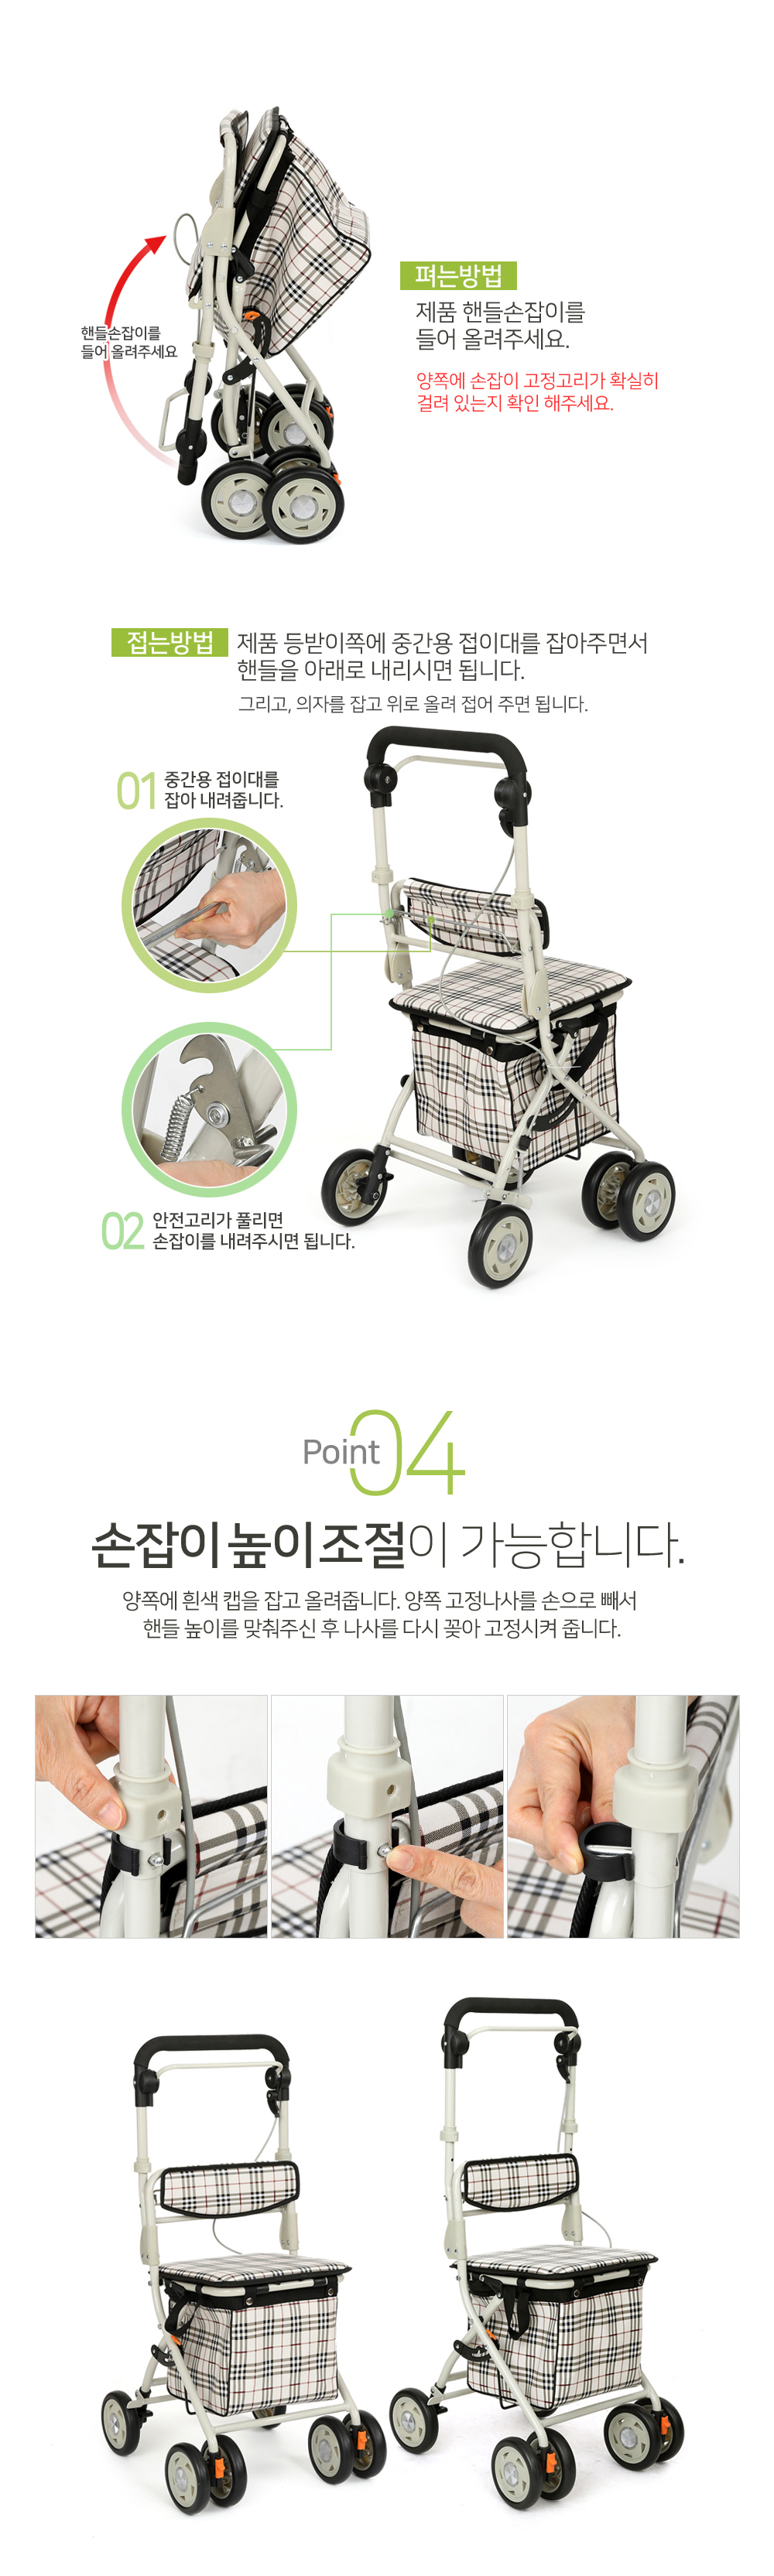 핸들손잡이를
들어 올려주세요
펴는방법
제품 핸들손잡이를
들어 올려주세요.
양쪽에 손잡이 고정고리가 확실히
걸려 있는지 확인 해주세요.
접는방법
제품 등받이쪽에 중간용 접이대를 잡아주면서
핸들을 아래로 내리시면 됩니다.
그리고, 의자를 잡고 위로 올려 접어 주면 됩니다.
01 중간용 접이대를
잡아 내려줍니다.
02 안전고리가 풀리면
손잡이를 내려주시면 됩니다.
Point 04
손잡이 높이 조절이 가능합니다.
양쪽에 흰색 캡을 잡고 올려줍니다. 양쪽 고정나사를 손으로 빼서
핸들 높이를 맞춰주신 후 나사를 다시 꽂아 고정시켜 줍니다.